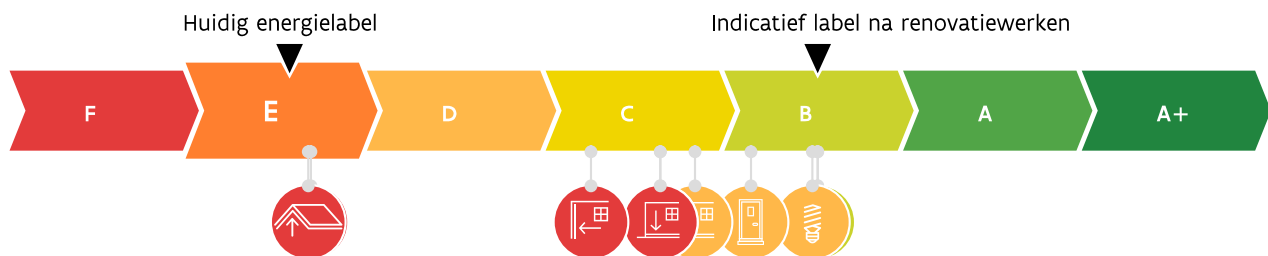 Huidig energielabel
Indicatief label na renovatiewerken
F
E
D
C
B
A
A+